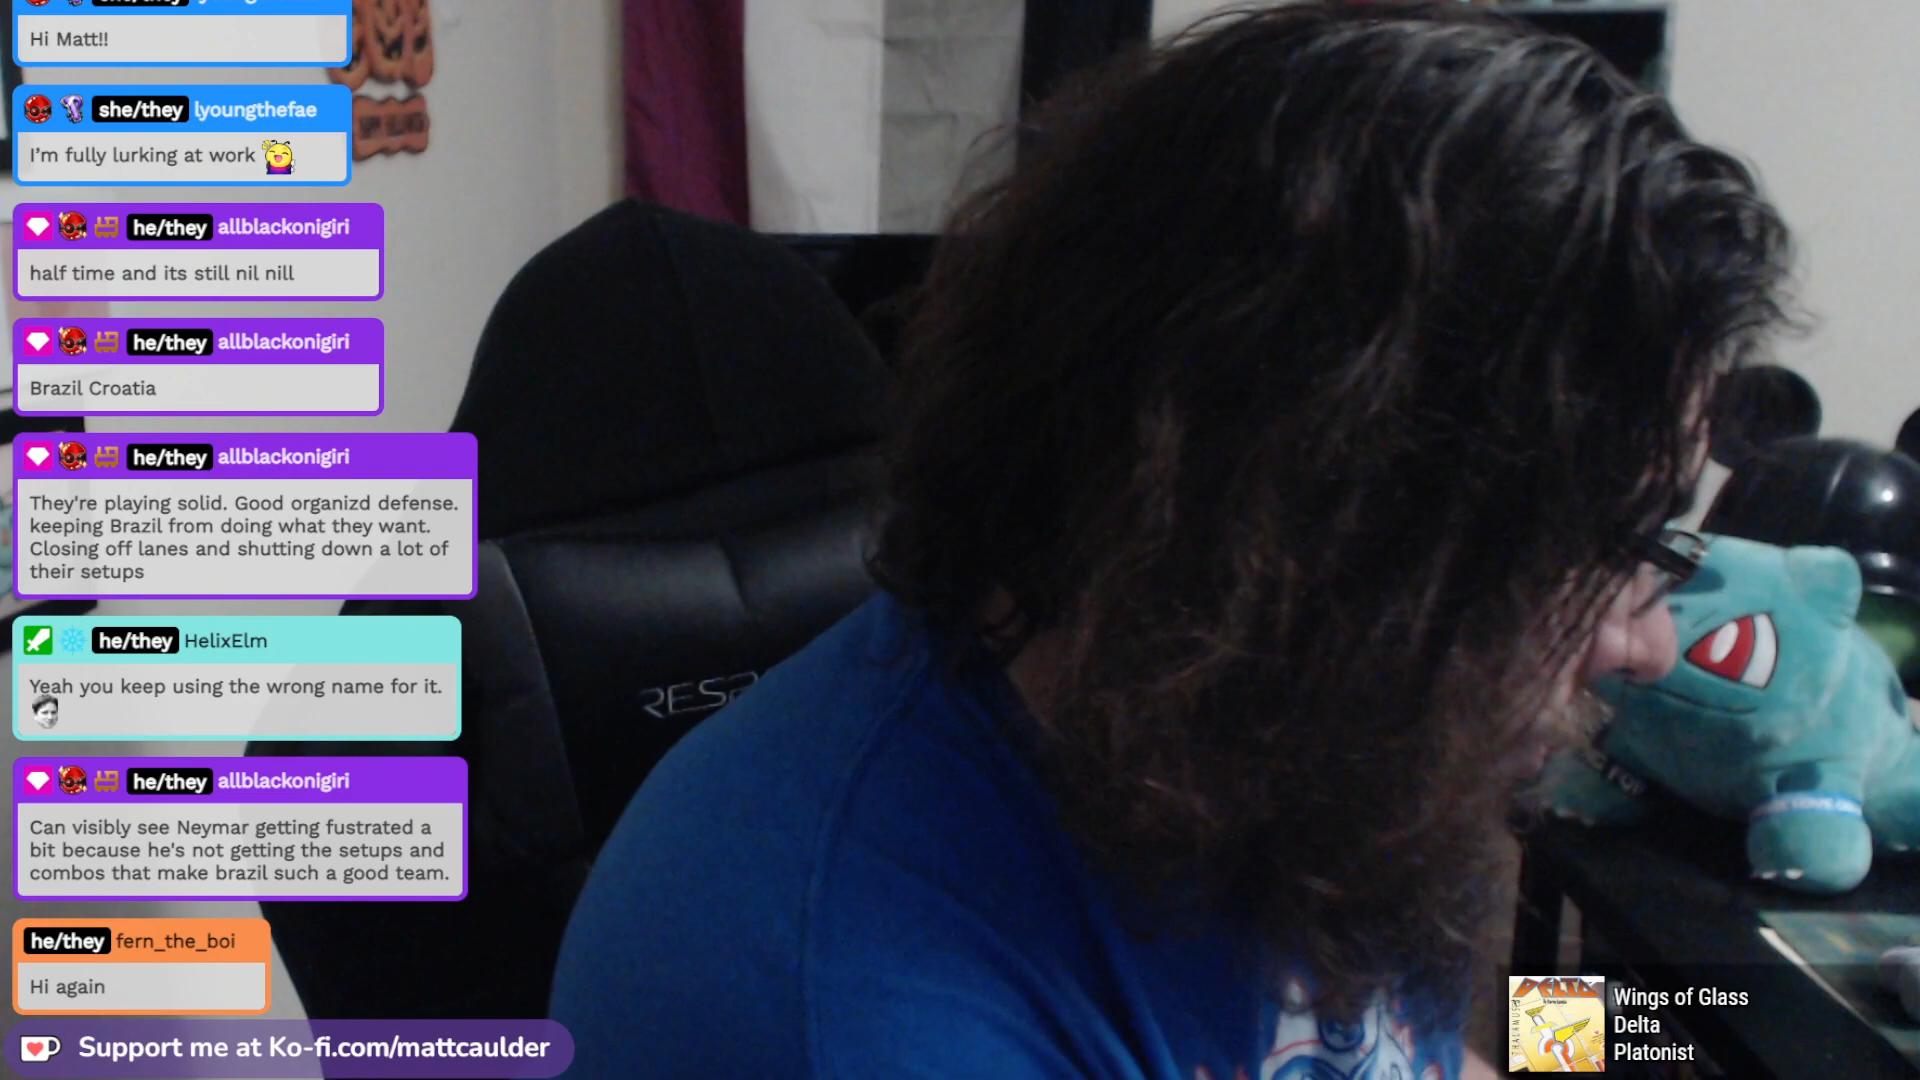 Hi Matt!!
she/they lyoungthefae
I'm fully lurking at work
he/they allblackonigiri
half time and its still nil nill
he/they allblackonigiri
Brazil Croatia
he/they allblackonigiri
They're playing solid. Good organizd defense.
keeping Brazil from doing what they want.
Closing off lanes and shutting down a lot of
their setups
he/they HelixElm
Yeah you keep using the wrong name for it.
he/they allblackonigiri
Can visibly see Neymar getting fustrated a
bit because he's not getting the setups and
combos that make brazil such a good team.
he/they fern_the_boi
Hi again
Support me at Ko-fi.com/mattcaulder
DELTA
Wings of Glass
Delta
Platonist